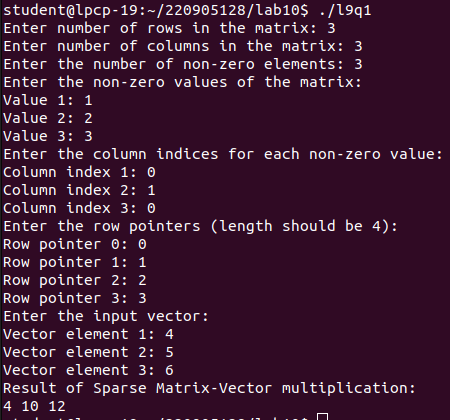 student@lpcp-19:~/220905128/lab10$ ./l9q1
Enter number of rows in the matrix: 3
Enter number of columns in the matrix: 3
Enter the number of non-zero elements: 3
Enter the non-zero values of the matrix:
Value 1: 1
Value 2: 2
Value 3: 3
Enter the column indices for each non-zero value:
Column index 1: 0
Column index 2: 1
Column index 3: 0
Enter the row pointers (length should be 4):
Row pointer 0: 0
Row pointer 1: 1
Row pointer 2: 2
Row pointer 3: 3
Enter the input vector:
Vector element 1: 4
Vector element 2: 5
Vector element 3: 6
Result of Sparse Matrix-Vector multiplication:
4 10 12